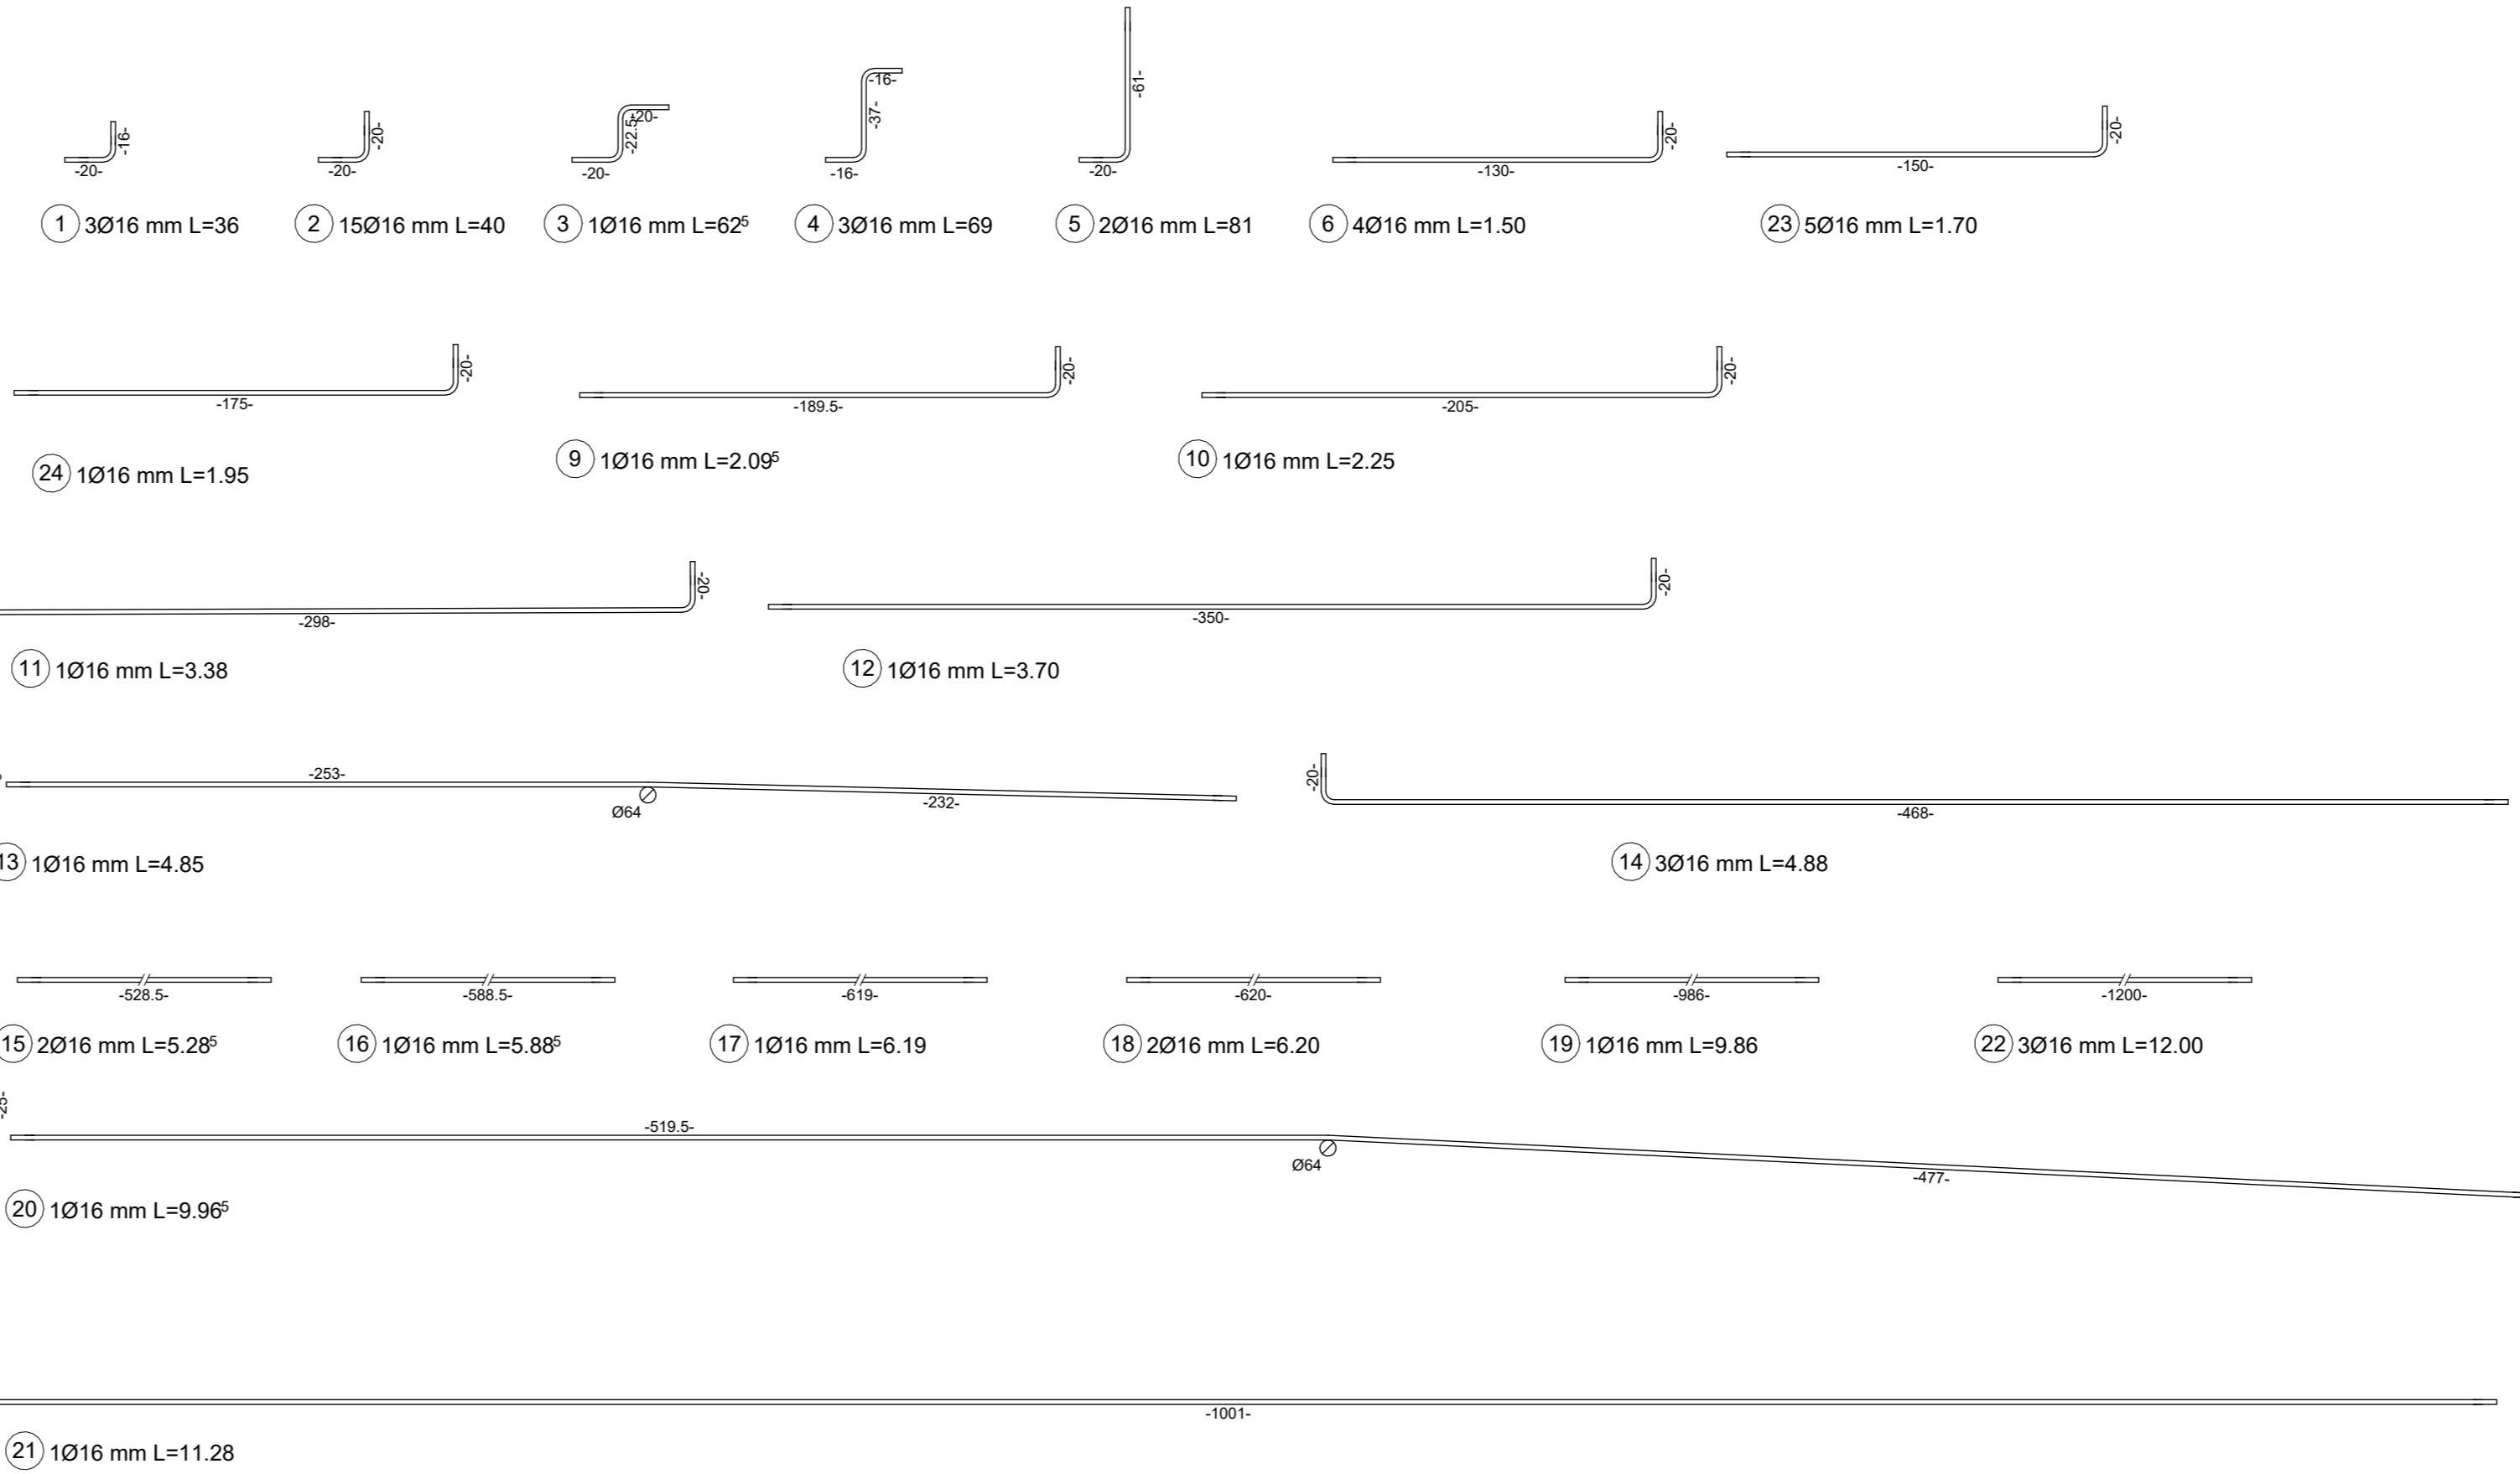 -16-
-20-
1 3Ø16 mm L=36
-20-
-20-
2 15Ø16 mm L=40
-20-
-22.5-
-20-
3 1Ø16 mm L=62⁵
-16-
-37-
-16-
4 3Ø16 mm L=69
-61-
-20-
5 2Ø16 mm L=81
-20-
-130-
6 4Ø16 mm L=1.50
-20-
-150-
23 5Ø16 mm L=1.70
-20-
-175-
24 1Ø16 mm L=1.95
-20-
-189.5-
9 1Ø16 mm L=2.09⁵
-20-
-205-
10 1Ø16 mm L=2.25
-20-
-298-
11 1Ø16 mm L=3.38
-20-
-350-
12 1Ø16 mm L=3.70
-253-
Ø64
-232-
13 1Ø16 mm L=4.85
-20-
-468-
14 3Ø16 mm L=4.88
-528.5-
15 2Ø16 mm L=5.28⁵
-588.5-
16 1Ø16 mm L=5.88⁵
-619-
17 1Ø16 mm L=6.19
-620-
18 2Ø16 mm L=6.20
-986-
19 1Ø16 mm L=9.86
-1200-
22 3Ø16 mm L=12.00
-25-
-519.5-
Ø64
-477-
20 1Ø16 mm L=9.96⁵
-1001-
21 1Ø16 mm L=11.28